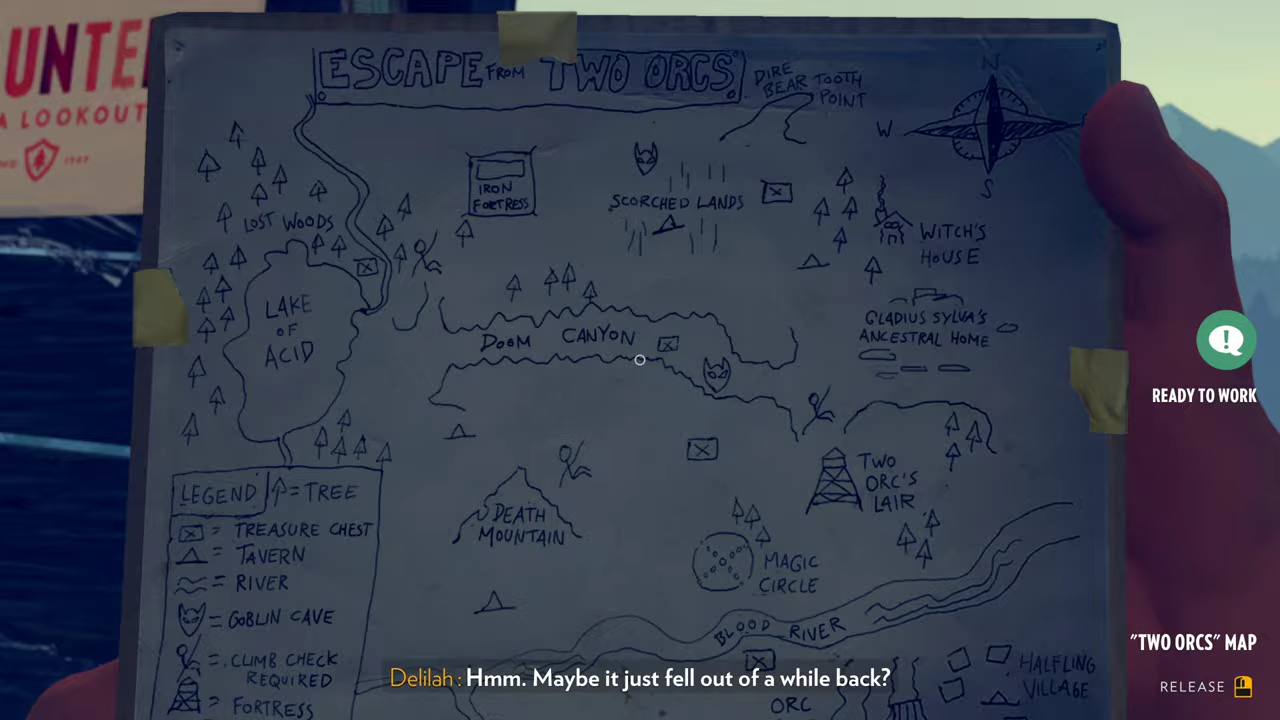 UNTE
A LOOKOUT
1989
ESCAPE FROM TWO ORCS
DIRE
BEAR TOOTH
POINT
N
W
S
IRON
FORTRESS
SCORCHED LANDS
LOST WOODS
WITCH'S
HOUSE
LAKE
OF
ACID
DOOM CANYON
GLADIUS SYLVA'S
ANCESTRAL HOME
READY TO WORK
TWO
ORC'S
LAIR
DEATH
MOUNTAIN
MAGIC
CIRCLE
BLOOD RIVER
LEGEND
= TREE
= TREASURE CHEST
= TAVERN
= RIVER
= GOBLIN CAVE
= CLIMB CHECK
REQUIRED
= FORTRESS
HALFLING
VILLAGE
ORC
Delilah: Hmm. Maybe it just fell out of a while back?
"TWO ORCS" MAP
RELEASE